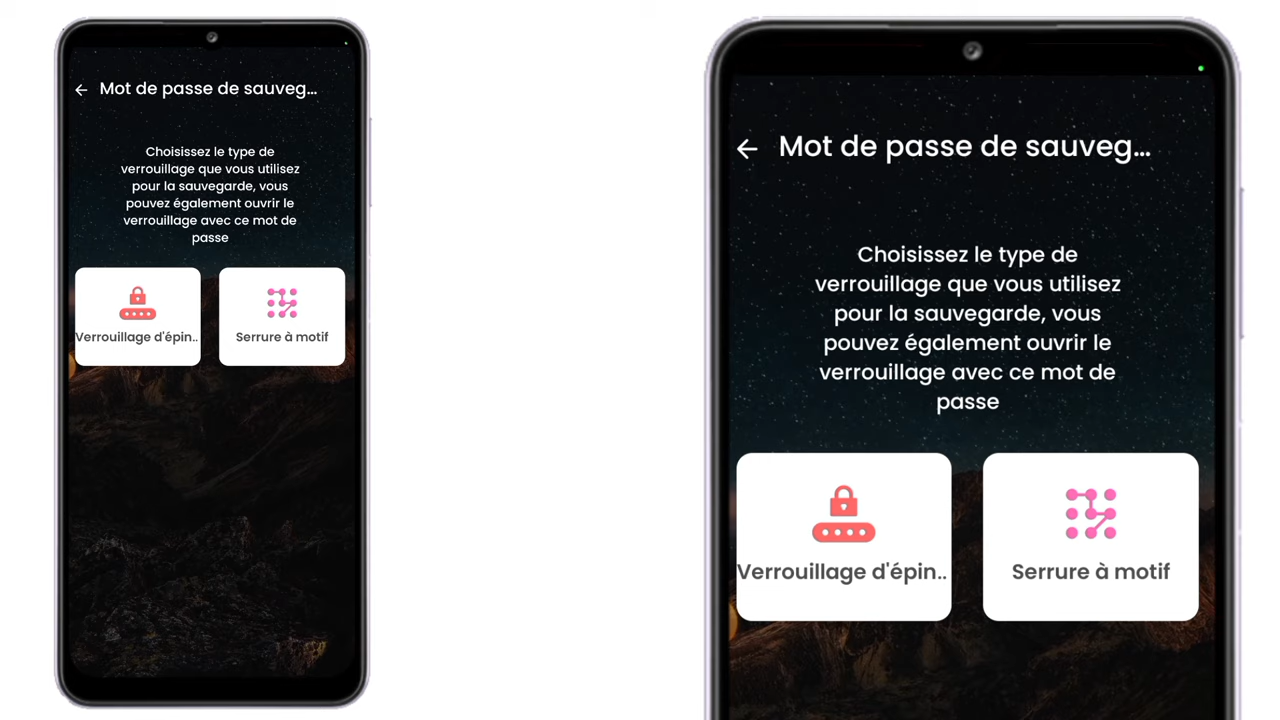 Mot de passe de sauveg...
Choisissez le type de
verrouillage que vous utilisez
pour la sauvegarde, vous
pouvez également ouvrir le
verrouillage avec ce mot de
passe
Verrouillage d'épin..
Serrure à motif
Mot de passe de sauveg...
Choisissez le type de
verrouillage que vous utilisez
pour la sauvegarde, vous
pouvez également ouvrir le
verrouillage avec ce mot de
passe
Verrouillage d'épin..
Serrure à motif